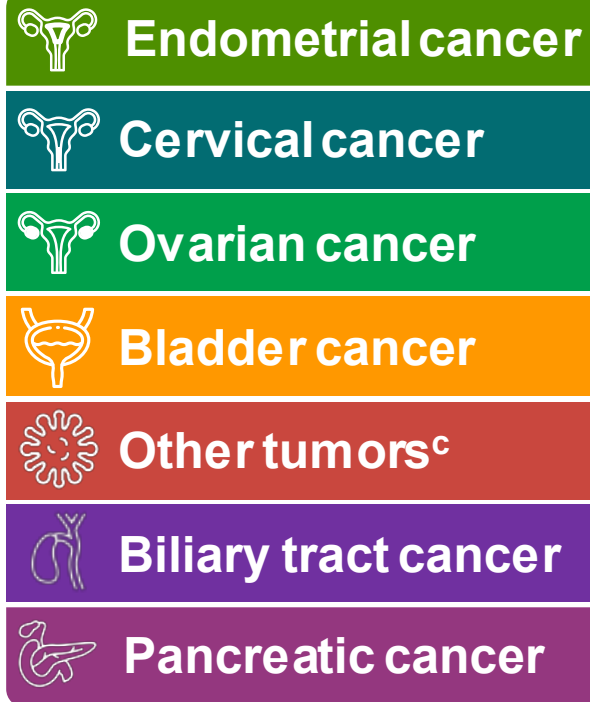 Endometrial cancer
Cervical cancer
Ovarian cancer
Bladder cancer
Other tumorsᶜ
Biliary tract cancer
Pancreatic cancer